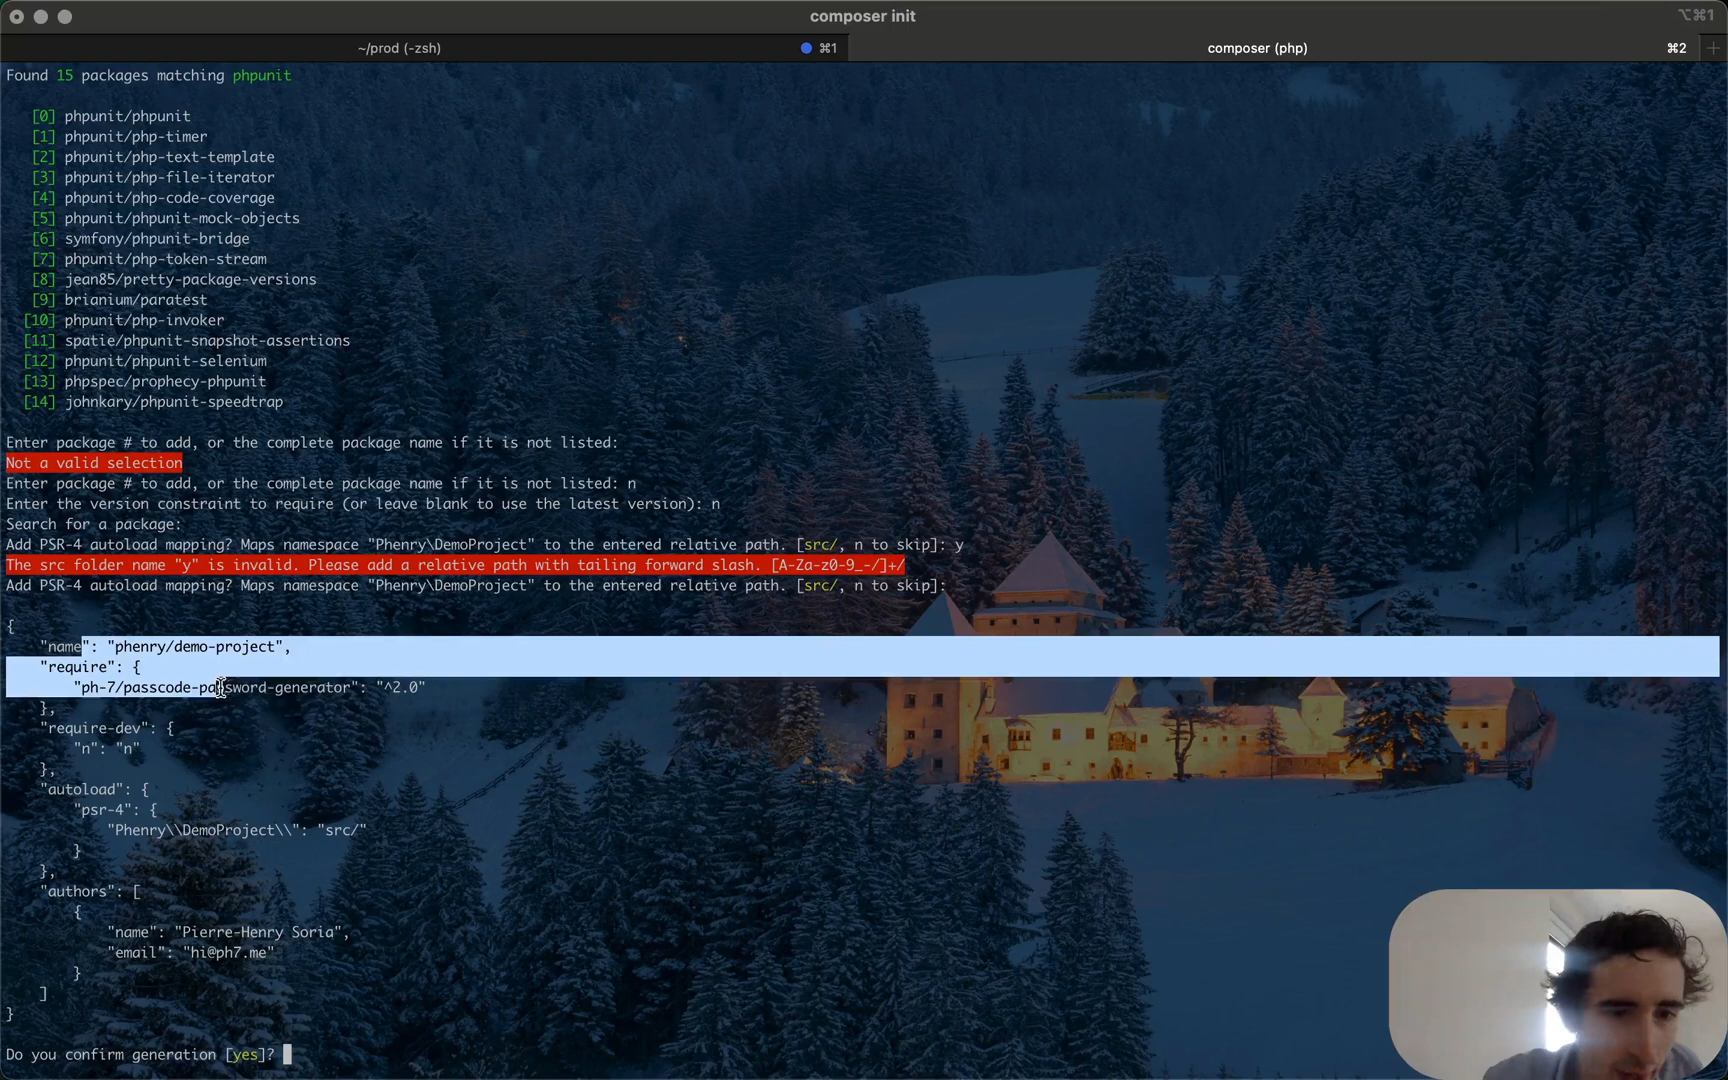 composer init
⌥⌘1
~/prod (-zsh)
⌘1
composer (php)
⌘2
Found 15 packages matching phpunit
[0] phpunit/phpunit
[1] phpunit/php-timer
[2] phpunit/php-text-template
[3] phpunit/php-file-iterator
[4] phpunit/php-code-coverage
[5] phpunit/phpunit-mock-objects
[6] symfony/phpunit-bridge
[7] phpunit/php-token-stream
[8] jean85/pretty-package-versions
[9] brianium/paratest
[10] phpunit/php-invoker
[11] spatie/phpunit-snapshot-assertions
[12] phpunit/phpunit-selenium
[13] phpspec/prophecy-phpunit
[14] johnkary/phpunit-speedtrap
Enter package # to add, or the complete package name if it is not listed:
Not a valid selection
Enter package # to add, or the complete package name if it is not listed: n
Enter the version constraint to require (or leave blank to use the latest version): n
Search for a package:
Add PSR-4 autoload mapping? Maps namespace "Phenry\DemoProject" to the entered relative path. [src/, n to skip]: y
The src folder name "y" is invalid. Please add a relative path with tailing forward slash. [A-Za-z0-9_-/]+/
Add PSR-4 autoload mapping? Maps namespace "Phenry\DemoProject" to the entered relative path. [src/, n to skip]:
{
"name": "phenry/demo-project",
"require": {
"ph-7/passcode-password-generator": "^2.0"
},
"require-dev": {
"n": "n"
},
"autoload": {
"psr-4": {
"Phenry\\DemoProject\\": "src/"
}
},
"authors": [
{
"name": "Pierre-Henry Soria",
"email": "hi@ph7.me"
}
]
}
Do you confirm generation [yes]?